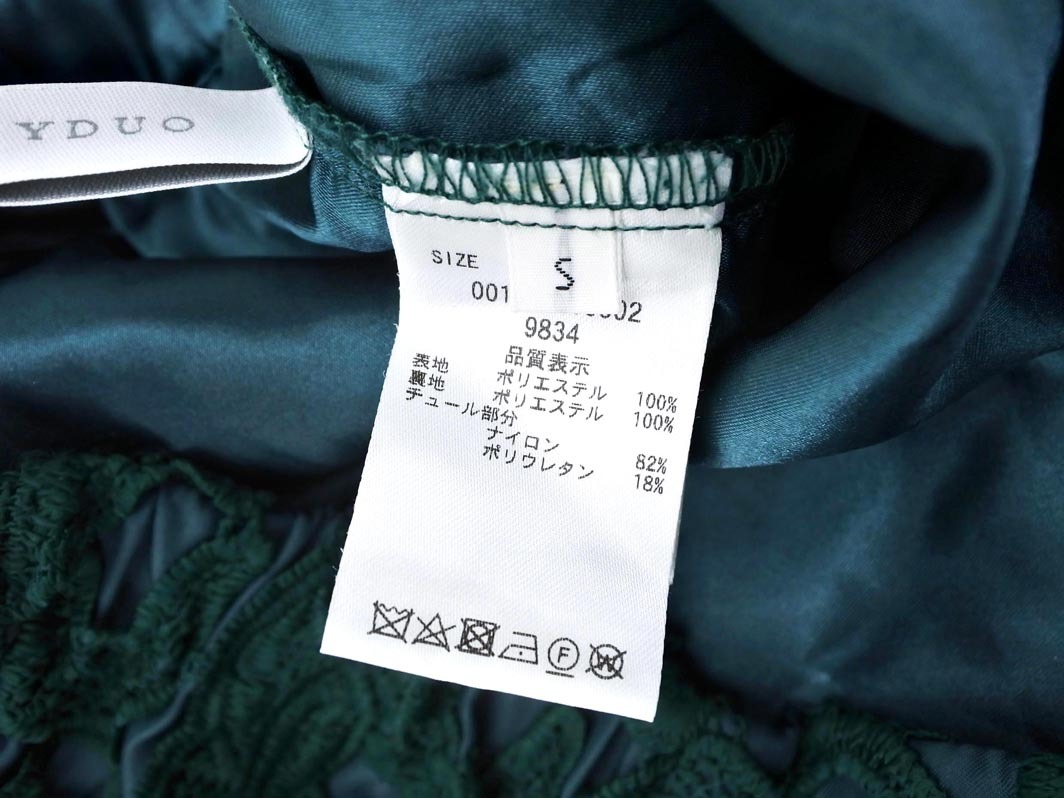 YDUO
SIZE S
001 0002
9834
品質表示
表地 ポリエステル 100%
裏地 ポリエステル 100%
チュール部分
ナイロン 82%
ポリウレタン 18%
F
W